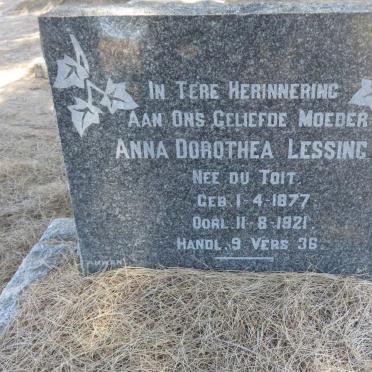 IN TERE HERINNERING
AAN ONS GELIEFDE MOEDER
ANNA DOROTHEA LESSING
NEE DU TOIT.
GEB. 1-4-1877
OORL. 11-8-1921
HANDL. 9 VERS 36.